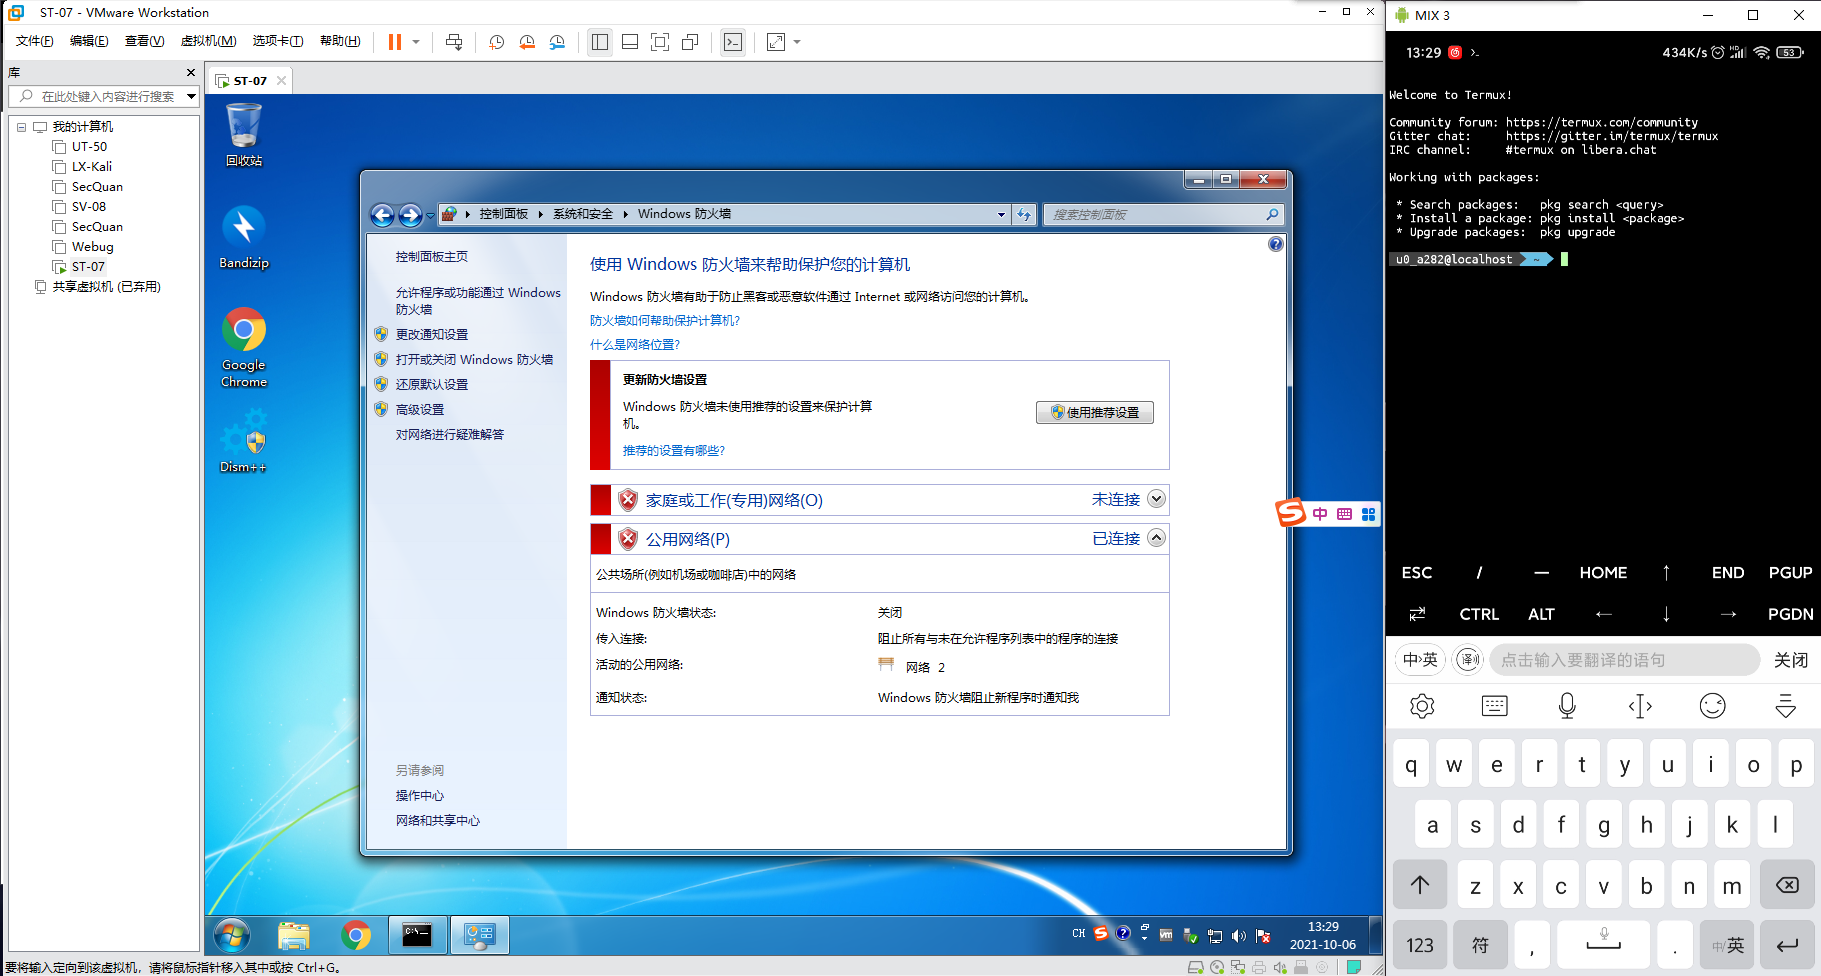 ST-07 - VMware Workstation
文件(F) 编辑(E) 查看(V) 虚拟机(M) 选项卡(T) 帮助(H)
库
在此处键入内容进行搜索
我的计算机
UT-50
LX-Kali
SecQuan
SV-08
SecQuan
Webug
ST-07
共享虚拟机 (已弃用)
ST-07
回收站
Bandizip
Google
Chrome
Dism++
控制面板 系统和安全 Windows 防火墙
搜索控制面板
控制面板主页
允许程序或功能通过 Windows
防火墙
更改通知设置
打开或关闭 Windows 防火墙
还原默认设置
高级设置
对网络进行疑难解答
另请参阅
操作中心
网络和共享中心
使用 Windows 防火墙来帮助保护您的计算机
Windows 防火墙有助于防止黑客或恶意软件通过 Internet 或网络访问您的计算机。
防火墙如何帮助保护计算机?
什么是网络位置?
更新防火墙设置
Windows 防火墙未使用推荐的设置来保护计算
机。
使用推荐设置
推荐的设置有哪些?
家庭或工作(专用)网络(O) 未连接
公用网络(P) 已连接
公共场所(例如机场或咖啡店)中的网络
Windows 防火墙状态: 关闭
传入连接: 阻止所有与未在允许程序列表中的程序的连接
活动的公用网络: 网络 2
通知状态: Windows 防火墙阻止新程序时通知我
S 中
C:\_
CH S ? vm
13:29
2021-10-06
要将输入定向到该虚拟机，请将鼠标指针移入其中或按 Ctrl+G。
MIX 3
13:29 >_ 434K/s HD 53
Welcome to Termux!
Community forum: https://termux.com/community
Gitter chat: https://gitter.im/termux/termux
IRC channel: #termux on libera.chat
Working with packages:
* Search packages: pkg search <query>
* Install a package: pkg install <package>
* Upgrade packages: pkg upgrade
u0_a282@localhost ~
ESC / — HOME ↑ END PGUP
⇄ CTRL ALT ← ↓ → PGDN
中›英 译 点击输入要翻译的语句 关闭
q w e r t y u i o p
a s d f g h j k l
z x c v b n m
123 符 , . 中/英